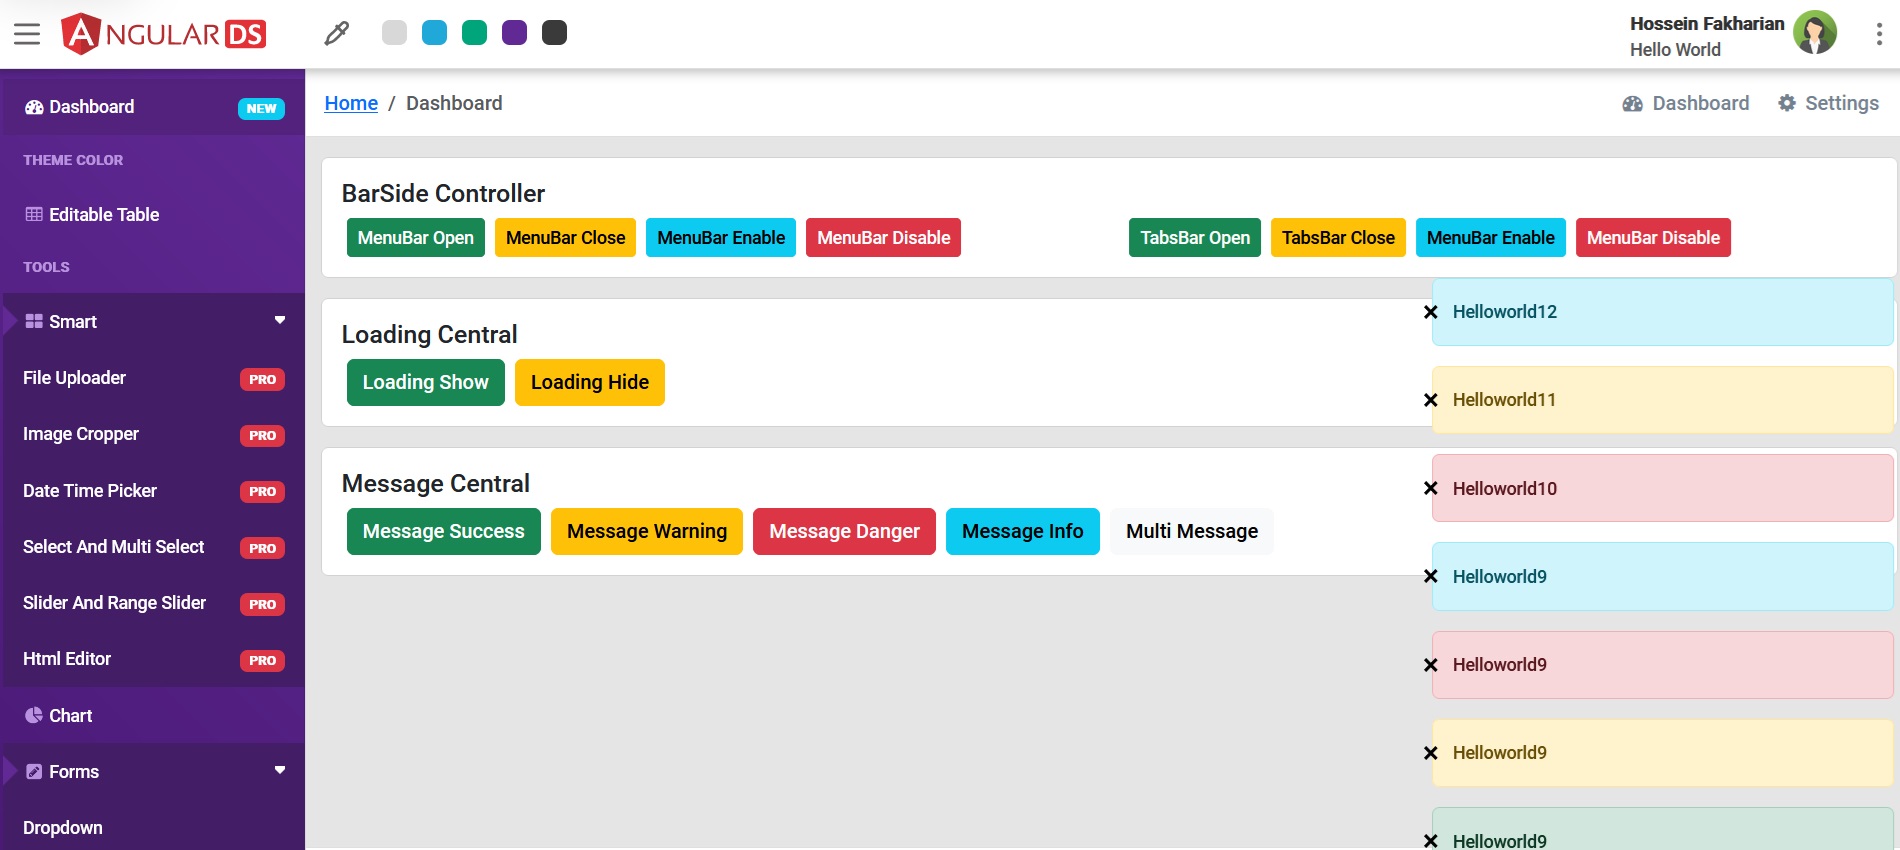 ANGULAR DS
Hossein Fakharian
Hello World
Dashboard NEW
THEME COLOR
Editable Table
TOOLS
Smart
File Uploader PRO
Image Cropper PRO
Date Time Picker PRO
Select And Multi Select PRO
Slider And Range Slider PRO
Html Editor PRO
Chart
Forms
Dropdown
Home / Dashboard
Dashboard Settings
BarSide Controller
MenuBar Open MenuBar Close MenuBar Enable MenuBar Disable
TabsBar Open TabsBar Close MenuBar Enable MenuBar Disable
Loading Central
Loading Show Loading Hide
Message Central
Message Success Message Warning Message Danger Message Info Multi Message
Helloworld12
Helloworld11
Helloworld10
Helloworld9
Helloworld9
Helloworld9
Helloworld9